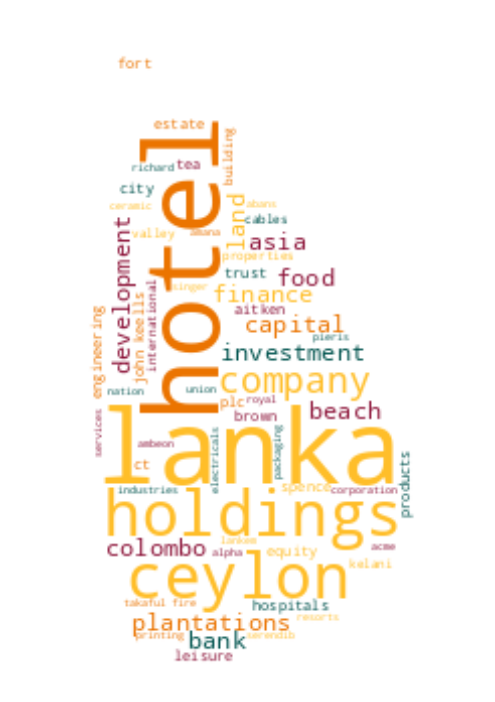 fort
estate
building
hotel
richard
tea
city
ceramic
abans
land
cables
development
valley
amana
asia
properties
trust
food
international
singer
finance
john keells
engineering
aitken
capital
pieris
investment
company
nation
union
plc
royal
brown
beach
services
lanka
ambeon
electricals
packaging
products
ct
industries
spence
corporation
holdings
colombo
lankem
alpha
equity
acme
kelani
ceylon
takaful fire
hospitals
plantations
resorts
printing
bank
serendib
leisure